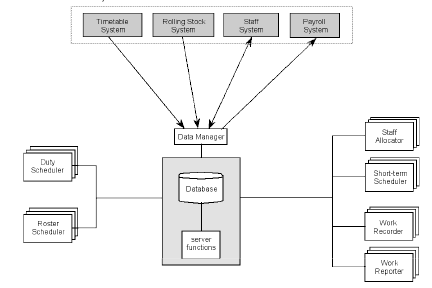 Timetable
System
Rolling Stock
System
Staff
System
Payroll
System
Data Manager
Duty
Scheduler
Roster
Scheduler
Database
server
functions
Staff
Allocator
Short-term
Scheduler
Work
Recorder
Work
Reporter